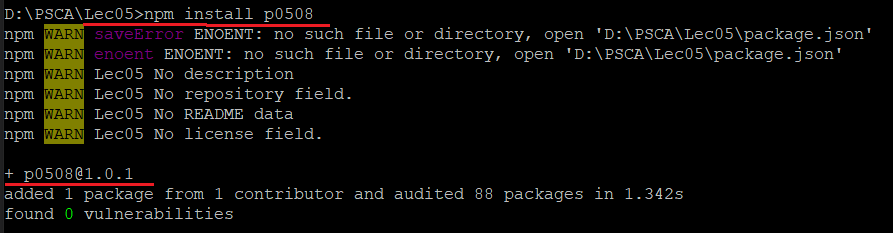 D:\PSCA\Lec05>npm install p0508
npm WARN saveError ENOENT: no such file or directory, open 'D:\PSCA\Lec05\package.json'
npm WARN enoent ENOENT: no such file or directory, open 'D:\PSCA\Lec05\package.json'
npm WARN Lec05 No description
npm WARN Lec05 No repository field.
npm WARN Lec05 No README data
npm WARN Lec05 No license field.
+ p0508@1.0.1
added 1 package from 1 contributor and audited 88 packages in 1.342s
found 0 vulnerabilities